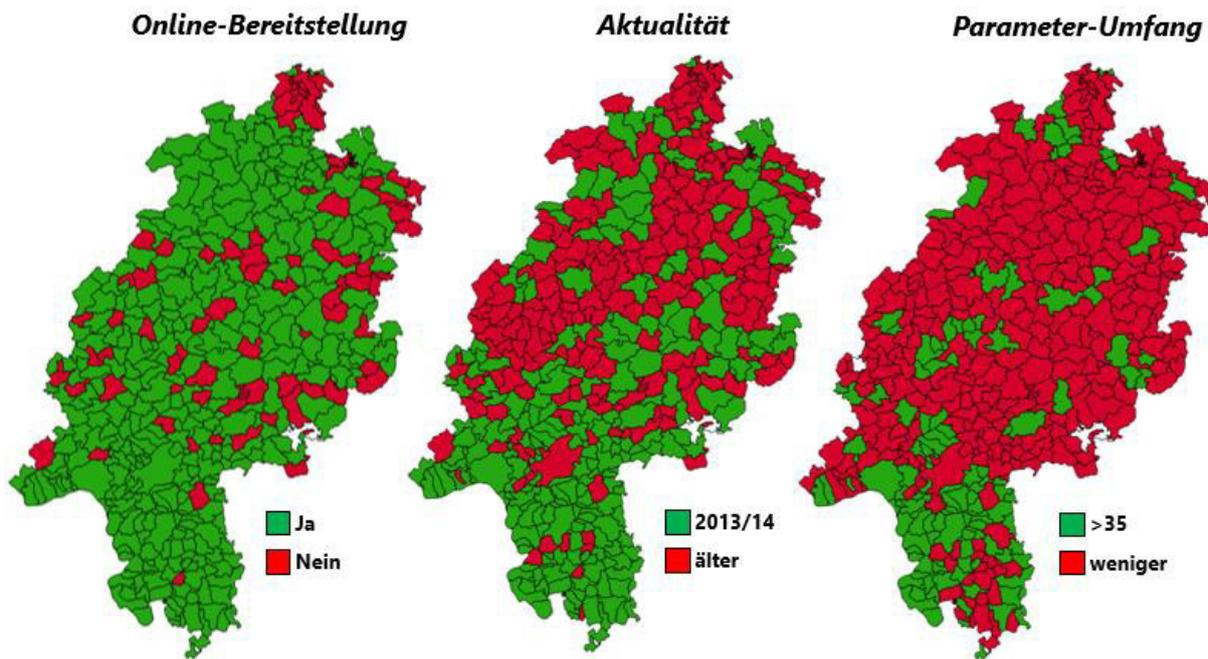 Online-Bereitstellung
Aktualität
Parameter-Umfang
Ja
Nein
2013/14
älter
>35
weniger